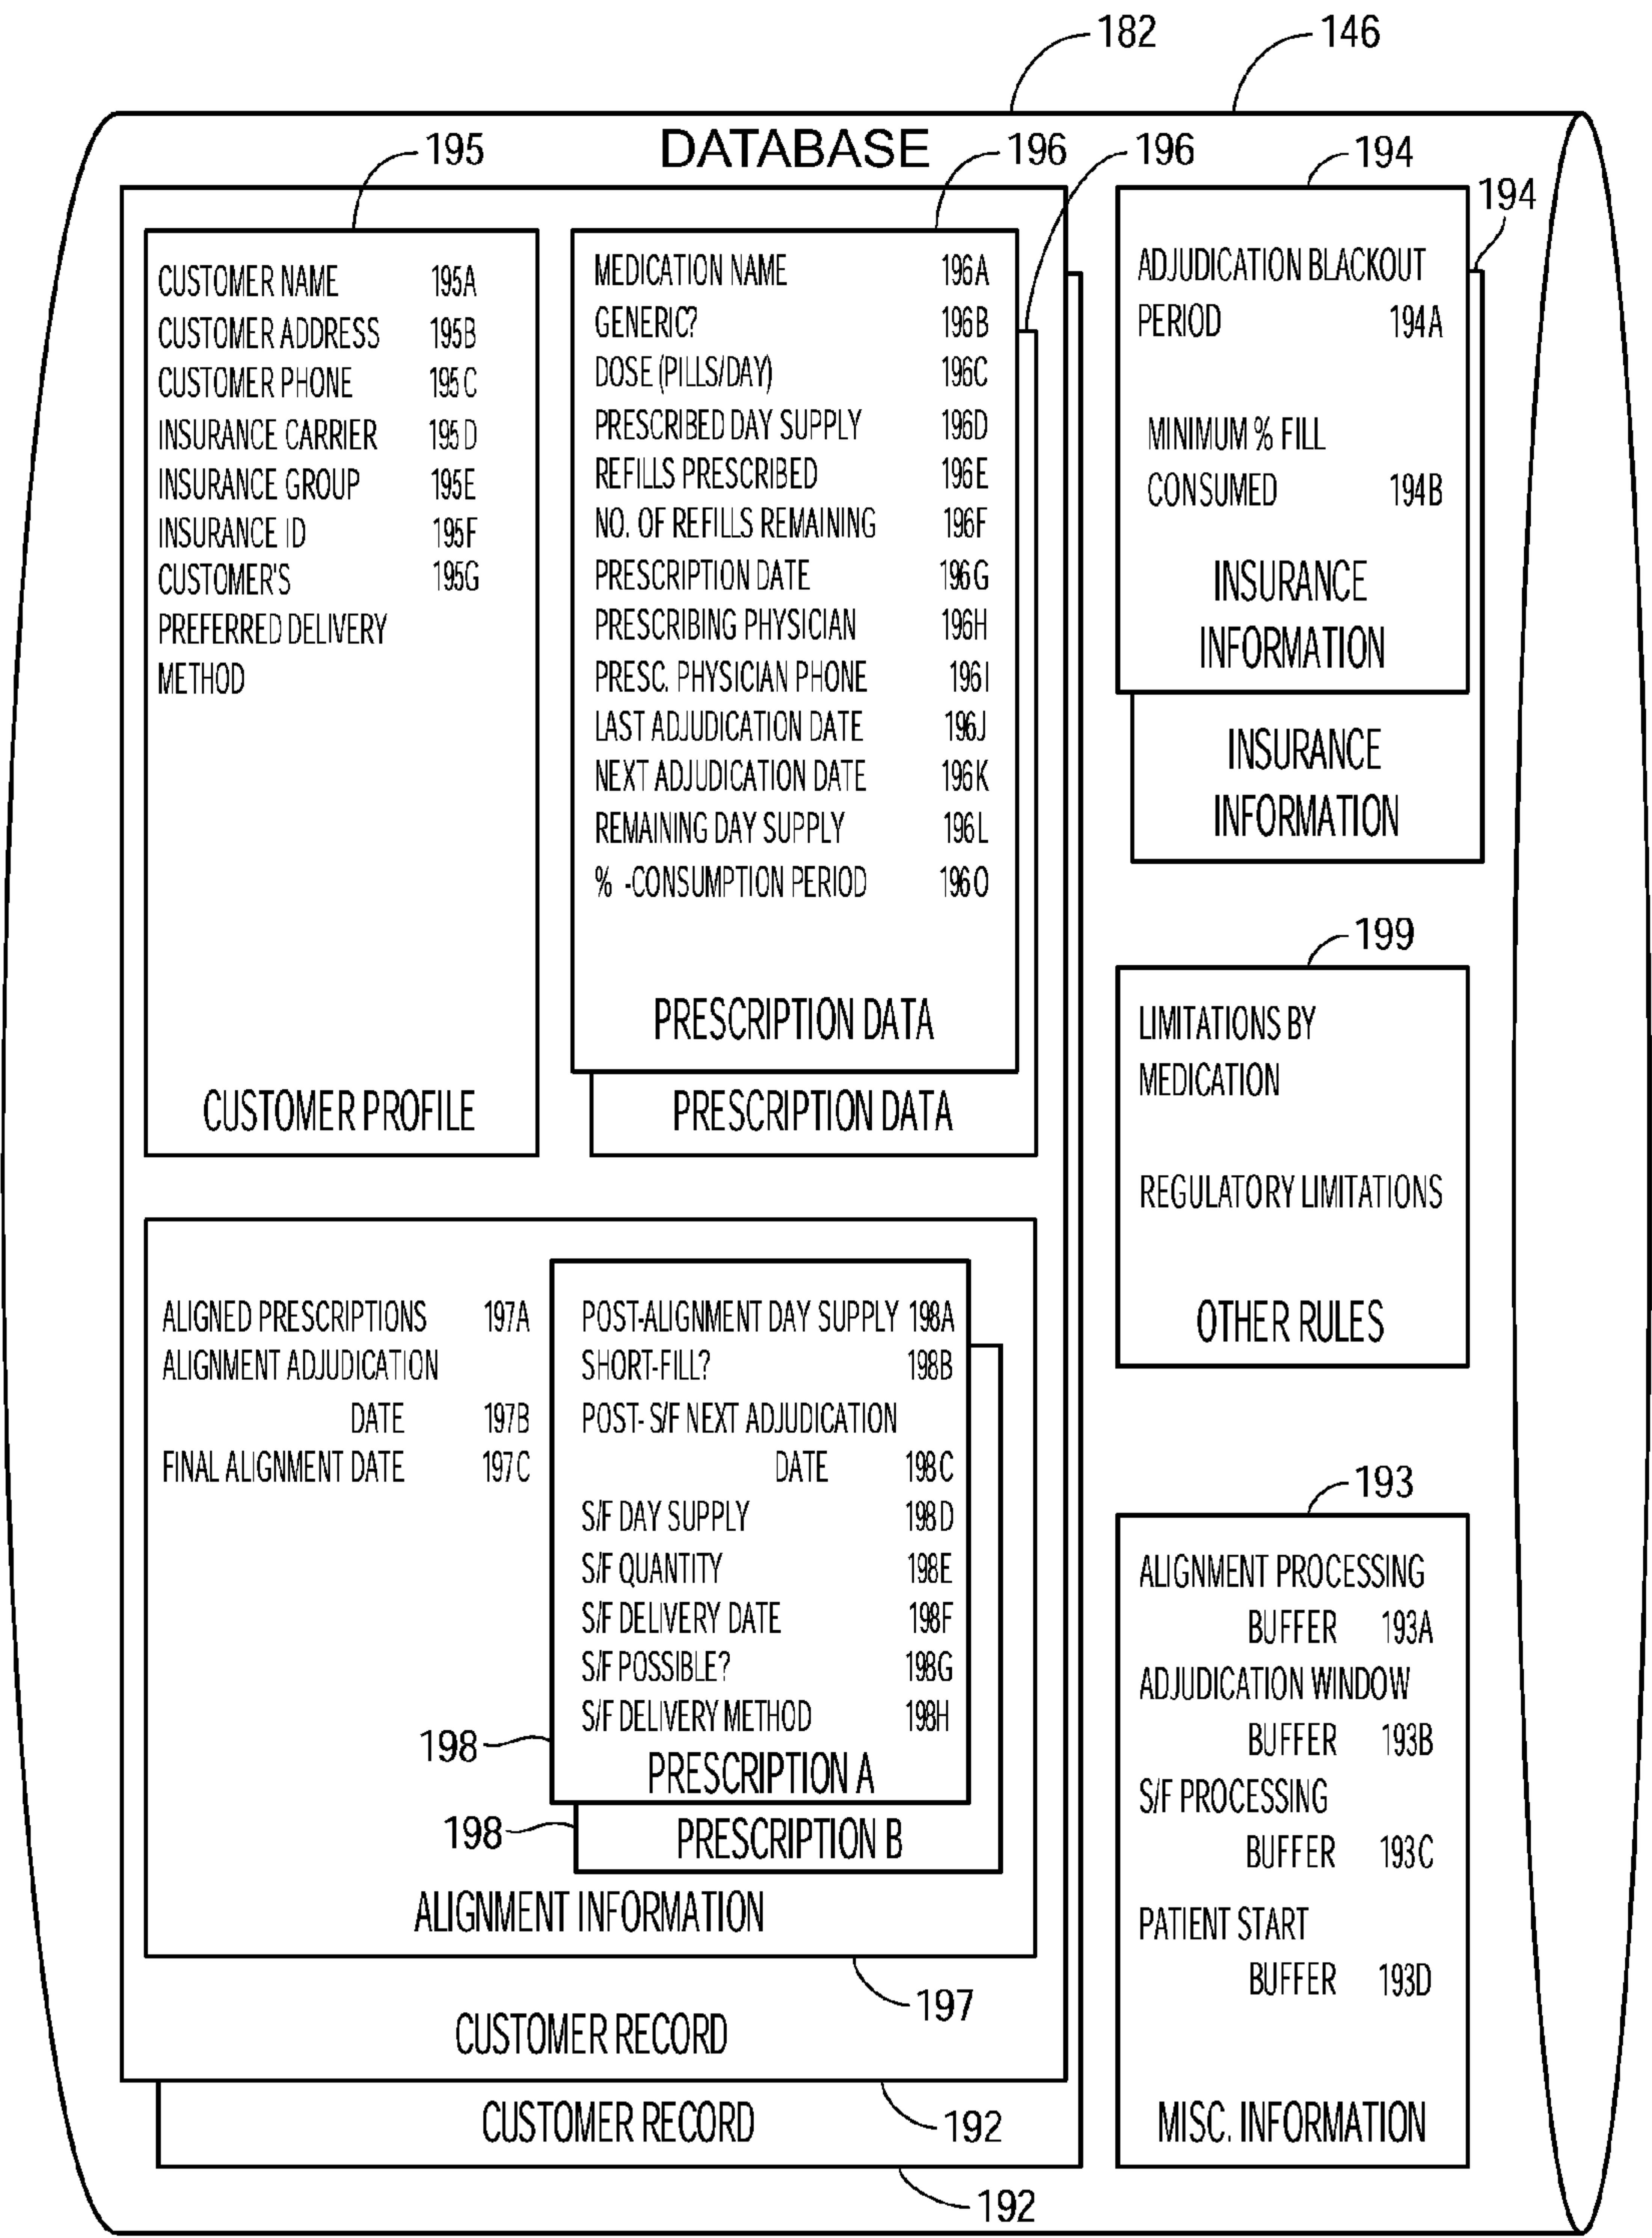 182
146
DATABASE
195
196
196
194
194
CUSTOMER NAME 195A
CUSTOMER ADDRESS 195B
CUSTOMER PHONE 195C
INSURANCE CARRIER 195D
INSURANCE GROUP 195E
INSURANCE ID 195F
CUSTOMER'S 195G
PREFERRED DELIVERY
METHOD
CUSTOMER PROFILE
MEDICATION NAME 196A
GENERIC? 196B
DOSE (PILLS/DAY) 196C
PRESCRIBED DAY SUPPLY 196D
REFILLS PRESCRIBED 196E
NO. OF REFILLS REMAINING 196F
PRESCRIPTION DATE 196G
PRESCRIBING PHYSICIAN 196H
PRESC. PHYSICIAN PHONE 196I
LAST ADJUDICATION DATE 196J
NEXT ADJUDICATION DATE 196K
REMAINING DAY SUPPLY 196L
% -CONSUMPTION PERIOD 196O
PRESCRIPTION DATA
PRESCRIPTION DATA
ADJUDICATION BLACKOUT
PERIOD 194A
MINIMUM % FILL
CONSUMED 194B
INSURANCE
INFORMATION
INSURANCE
INFORMATION
199
LIMITATIONS BY
MEDICATION
REGULATORY LIMITATIONS
OTHER RULES
ALIGNED PRESCRIPTIONS 197A
ALIGNMENT ADJUDICATION
DATE 197B
FINAL ALIGNMENT DATE 197C
POST-ALIGNMENT DAY SUPPLY 198A
SHORT-FILL? 198B
POST- S/F NEXT ADJUDICATION
DATE 198C
S/F DAY SUPPLY 198D
S/F QUANTITY 198E
S/F DELIVERY DATE 198F
S/F POSSIBLE? 198G
S/F DELIVERY METHOD 198H
198
PRESCRIPTION A
198
PRESCRIPTION B
ALIGNMENT INFORMATION
197
CUSTOMER RECORD
192
CUSTOMER RECORD
192
193
ALIGNMENT PROCESSING
BUFFER 193A
ADJUDICATION WINDOW
BUFFER 193B
S/F PROCESSING
BUFFER 193C
PATIENT START
BUFFER 193D
MISC. INFORMATION